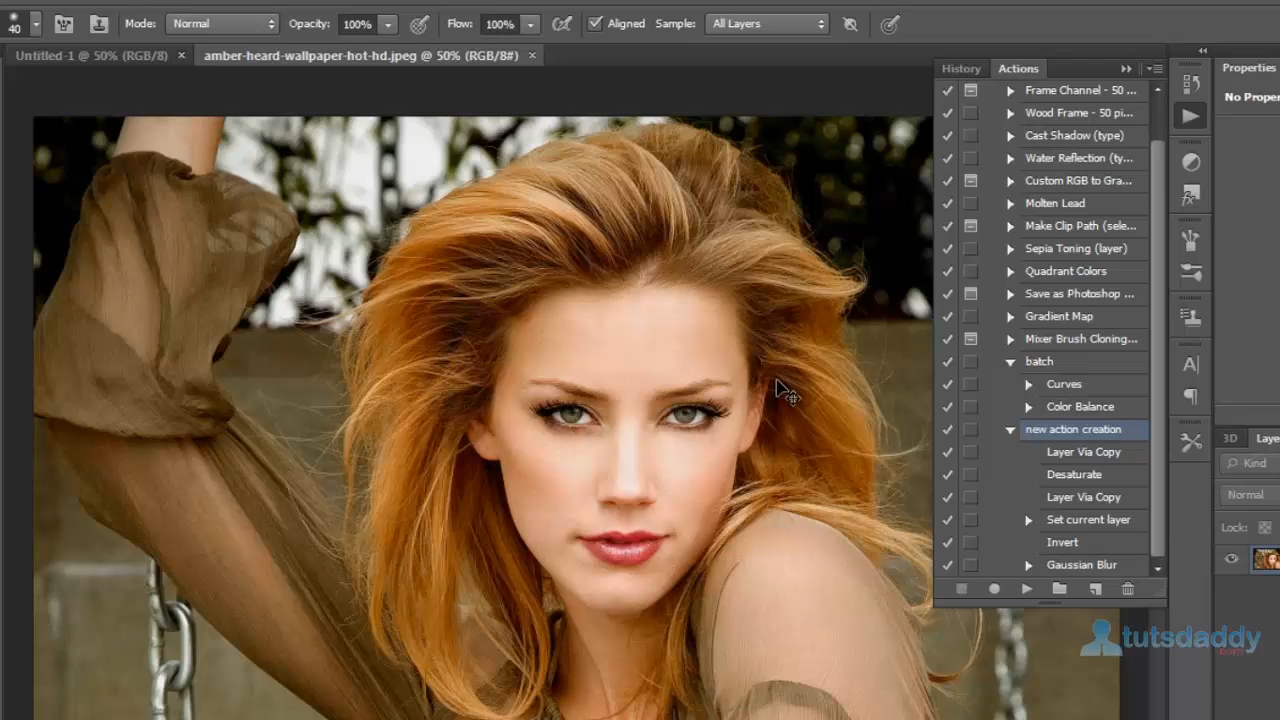 40 Mode: Normal Opacity: 100% Flow: 100% Aligned Sample: All Layers
Untitled-1 @ 50% (RGB/8) × amber-heard-wallpaper-hot-hd.jpeg @ 50% (RGB/8#) ×
History Actions
Properties
No Proper
Frame Channel - 50 ...
Wood Frame - 50 pi...
Cast Shadow (type)
Water Reflection (ty...
Custom RGB to Gra...
Molten Lead
Make Clip Path (sele...
Sepia Toning (layer)
Quadrant Colors
Save as Photoshop ...
Gradient Map
Mixer Brush Cloning...
batch
Curves
Color Balance
new action creation
Layer Via Copy
Desaturate
Layer Via Copy
Set current layer
Invert
Gaussian Blur
3D Laye
Kind
Normal
Lock:
tutsdaddy
.com